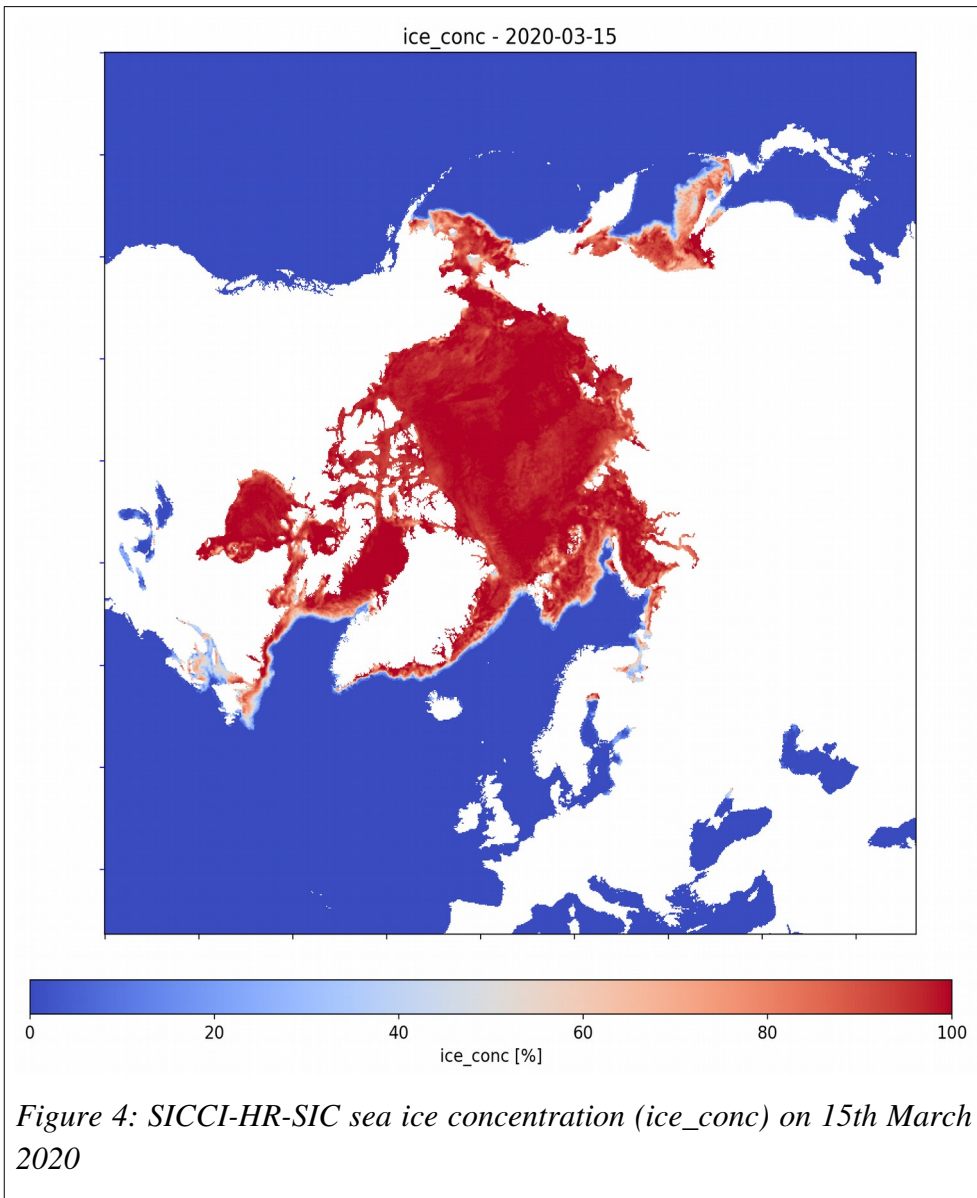 ice_conc - 2020-03-15
0 20 40 60 80 100
ice_conc [%]
Figure 4: SICCI-HR-SIC sea ice concentration (ice_conc) on 15th March
2020